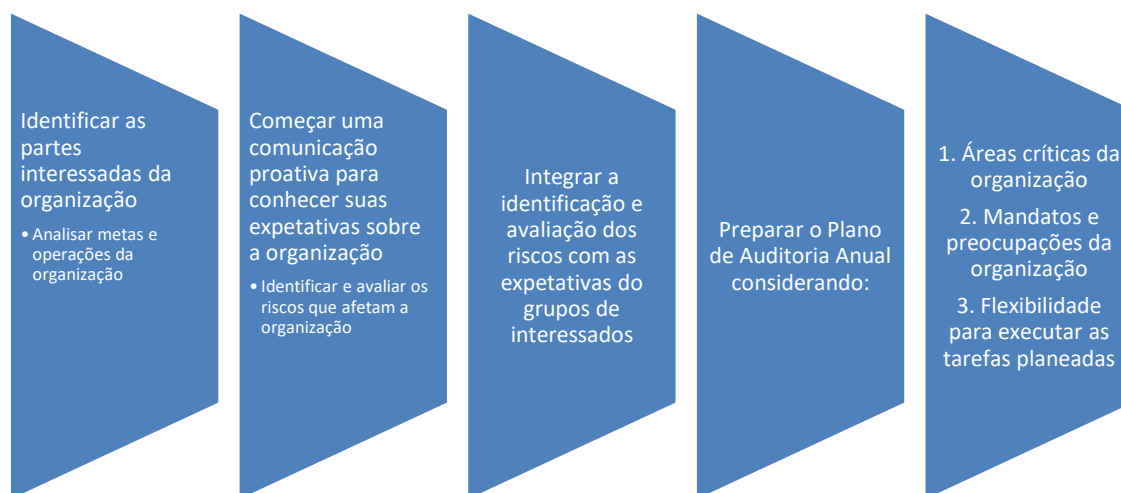 Identificar as
partes
interessadas da
organização
• Analisar metas e
operações da
organização
Começar uma
comunicação
proativa para
conhecer suas
expetativas sobre
a organização
• Identificar e avaliar os
riscos que afetam a
organização
Integrar a
identificação e
avaliação dos
riscos com as
expetativas do
grupos de
interessados
Preparar o Plano
de Auditoria Anual
considerando:
1. Áreas críticas da
organização
2. Mandatos e
preocupações da
organização
3. Flexibilidade
para executar as
tarefas planeadas